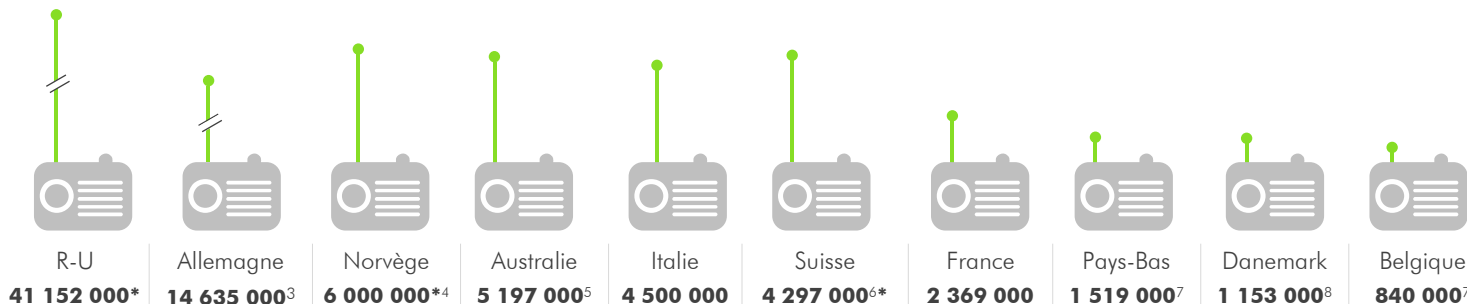 R-U Allemagne Norvège Australie Italie Suisse France Pays-Bas Danemark Belgique
41 152 000* 14 635 000³ 6 000 000*⁴ 5 197 000⁵ 4 500 000 4 297 000⁶* 2 369 000 1 519 000⁷ 1 153 000⁸ 840 000⁷